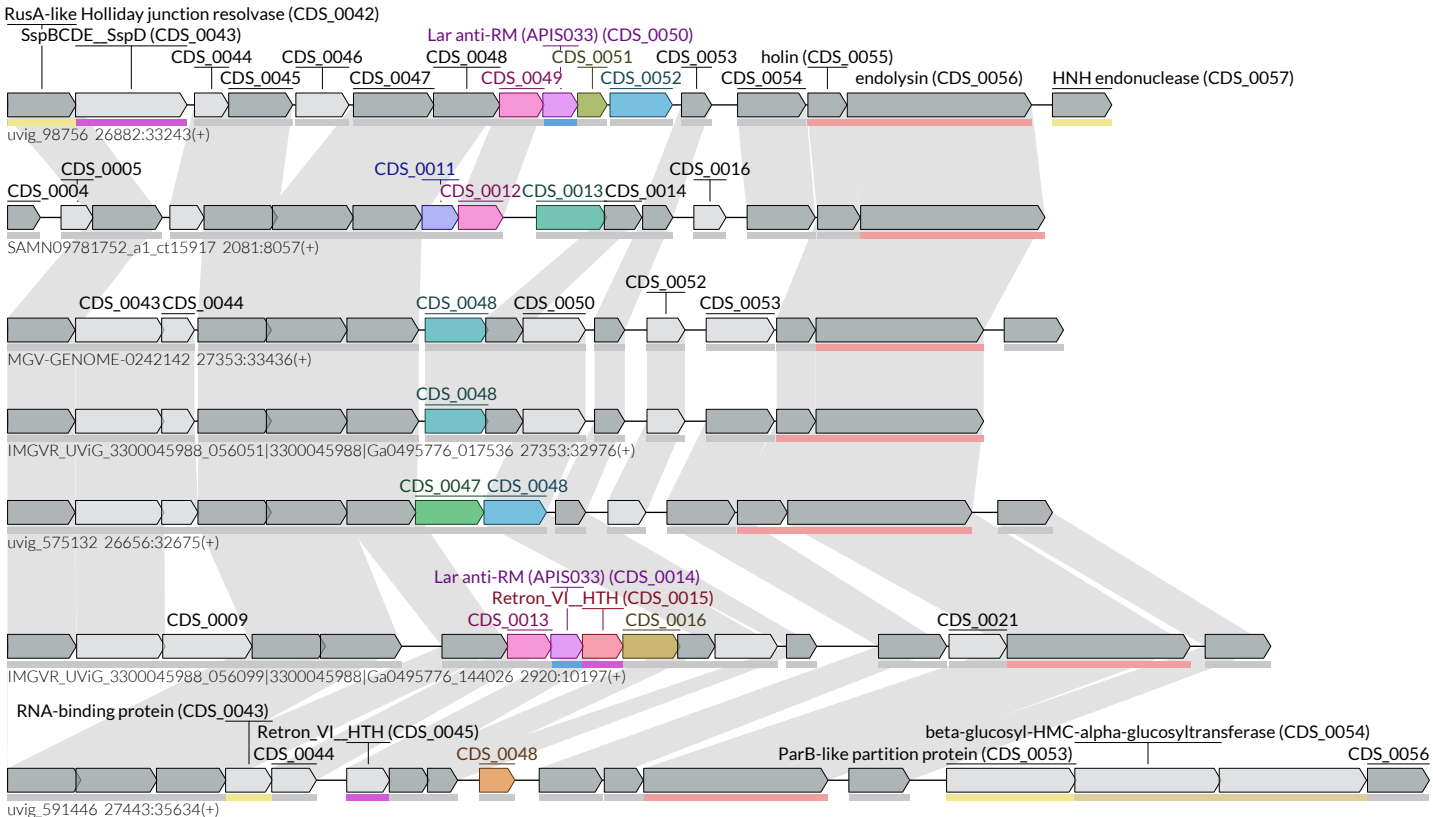 RusA-like Holliday junction resolvase (CDS_0042)
SspBCDE__SspD (CDS_0043) Lar anti-RM (APIS033) (CDS_0050)
CDS_0044 CDS_0046 CDS_0048 CDS_0051 CDS_0053 holin (CDS_0055)
CDS_0045 CDS_0047 CDS_0049 CDS_0052 CDS_0054 endolysin (CDS_0056) HNH endonuclease (CDS_0057)
uvig_98756 26882:33243(+)
CDS_0005 CDS_0011 CDS_0016
CDS_0004 CDS_0012 CDS_0013 CDS_0014
SAMN09781752_a1_ct15917 2081:8057(+)
CDS_0052
CDS_0043 CDS_0044 CDS_0048 CDS_0050 CDS_0053
MGV-GENOME-0242142 27353:33436(+)
CDS_0048
IMGVR_UViG_3300045988_056051|3300045988|Ga0495776_017536 27353:32976(+)
CDS_0047 CDS_0048
uvig_575132 26656:32675(+)
Lar anti-RM (APIS033) (CDS_0014)
Retron_VI__HTH (CDS_0015)
CDS_0009 CDS_0013 CDS_0016 CDS_0021
IMGVR_UViG_3300045988_056099|3300045988|Ga0495776_144026 2920:10197(+)
RNA-binding protein (CDS_0043)
Retron_VI__HTH (CDS_0045) beta-glucosyl-HMC-alpha-glucosyltransferase (CDS_0054)
CDS_0044 CDS_0048 ParB-like partition protein (CDS_0053) CDS_0056
uvig_591446 27443:35634(+)